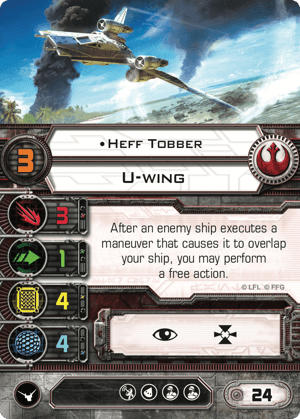 •Heff Tobber
3
U-wing
3
After an enemy ship executes a
maneuver that causes it to overlap
your ship, you may perform
a free action.
1
©LFL ©FFG
4
4
24